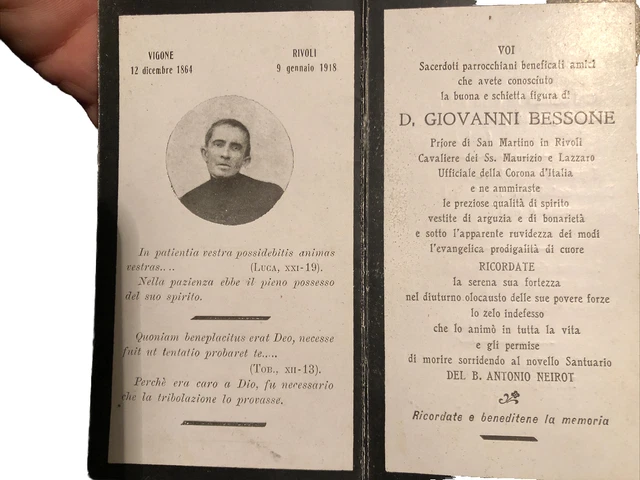 VIGONE
12 dicembre 1864
RIVOLI
9 gennaio 1918
In patientia vestra possidebitis animas
vestras.... (LUCA, XXI-19).
Nella pazienza ebbe il pieno possesso
del suo spirito.
Quoniam beneplacitus erat Deo, necesse
fuit ut tentatio probaret te.....
(TOB., XII-13).
Perchè era caro a Dio, fu necessario
che la tribolazione lo provasse.
VOI
Sacerdoti parrocchiani beneficati amici
che avete conosciuto
la buona e schietta figura di
D. GIOVANNI BESSONE
Priore di San Martino in Rivoli
Cavaliere dei Ss. Maurizio e Lazzaro
Ufficiale della Corona d'Italia
e ne ammiraste
le preziose qualità di spirito
vestite di arguzia e di bonarietà
e sotto l'apparente ruvidezza dei modi
l'evangelica prodigalità di cuore
RICORDATE
la serena sua fortezza
nel diuturno olocausto delle sue povere forze
lo zelo indefesso
che lo animò in tutta la vita
e gli permise
di morire sorridendo al novello Santuario
DEL B. ANTONIO NEIROT
Ricordate e beneditene la memoria